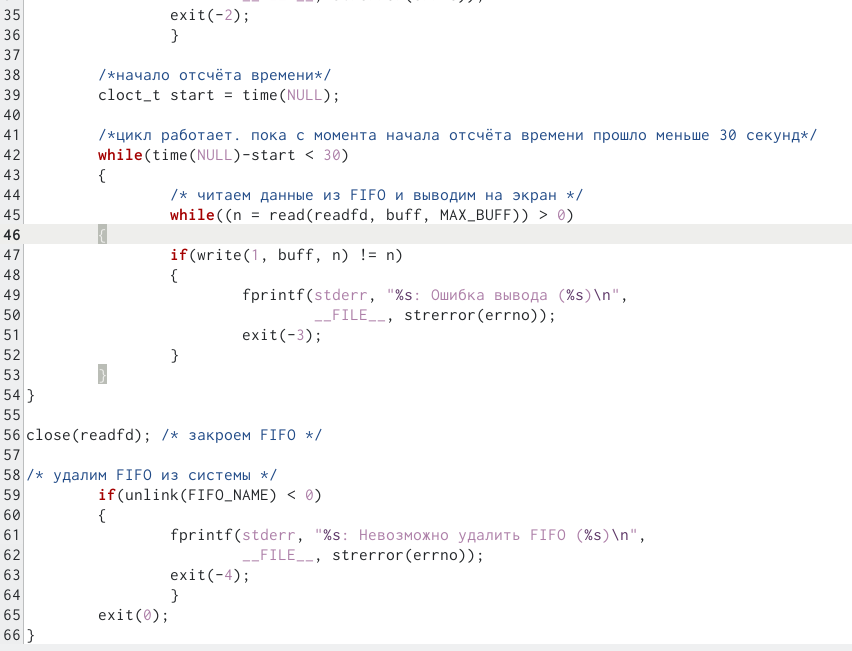 35 exit(-2);
36 }
37
38 /*начало отсчёта времени*/
39 cloct_t start = time(NULL);
40
41 /*цикл работает. пока с момента начала отсчёта времени прошло меньше 30 секунд*/
42 while(time(NULL)-start < 30)
43 {
44 /* читаем данные из FIFO и выводим на экран */
45 while((n = read(readfd, buff, MAX_BUFF)) > 0)
46 {
47 if(write(1, buff, n) != n)
48 {
49 fprintf(stderr, "%s: Ошибка вывода (%s)\n",
50 __FILE__, strerror(errno));
51 exit(-3);
52 }
53 }
54 }
55
56 close(readfd); /* закроем FIFO */
57
58 /* удалим FIFO из системы */
59 if(unlink(FIFO_NAME) < 0)
60 {
61 fprintf(stderr, "%s: Невозможно удалить FIFO (%s)\n",
62 __FILE__, strerror(errno));
63 exit(-4);
64 }
65 exit(0);
66 }